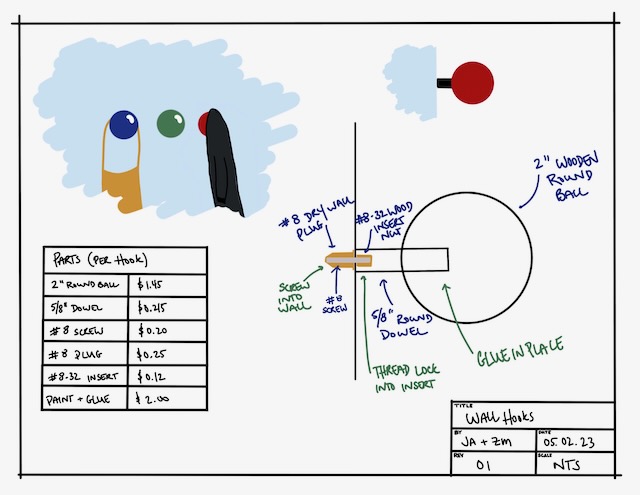 2" WOODEN
ROUND
BALL
#8 DRY WALL
PLUG
#8-32 WOOD
INSERT
NUT
SCREW
INTO
WALL
#8
SCREW
5/8" ROUND
DOWEL
GLUE IN PLACE
THREAD LOCK
INTO INSERT
PARTS (PER HOOK)
2" ROUND BALL $1.45
5/8" DOWEL $0.215
#8 SCREW $0.20
#8 PLUG $0.25
#8-32 INSERT $0.12
PAINT + GLUE $2.00
TITLE
WALL HOOKS
BY
JA + ZM
DATE
05.02.23
REV
01
SCALE
NTS